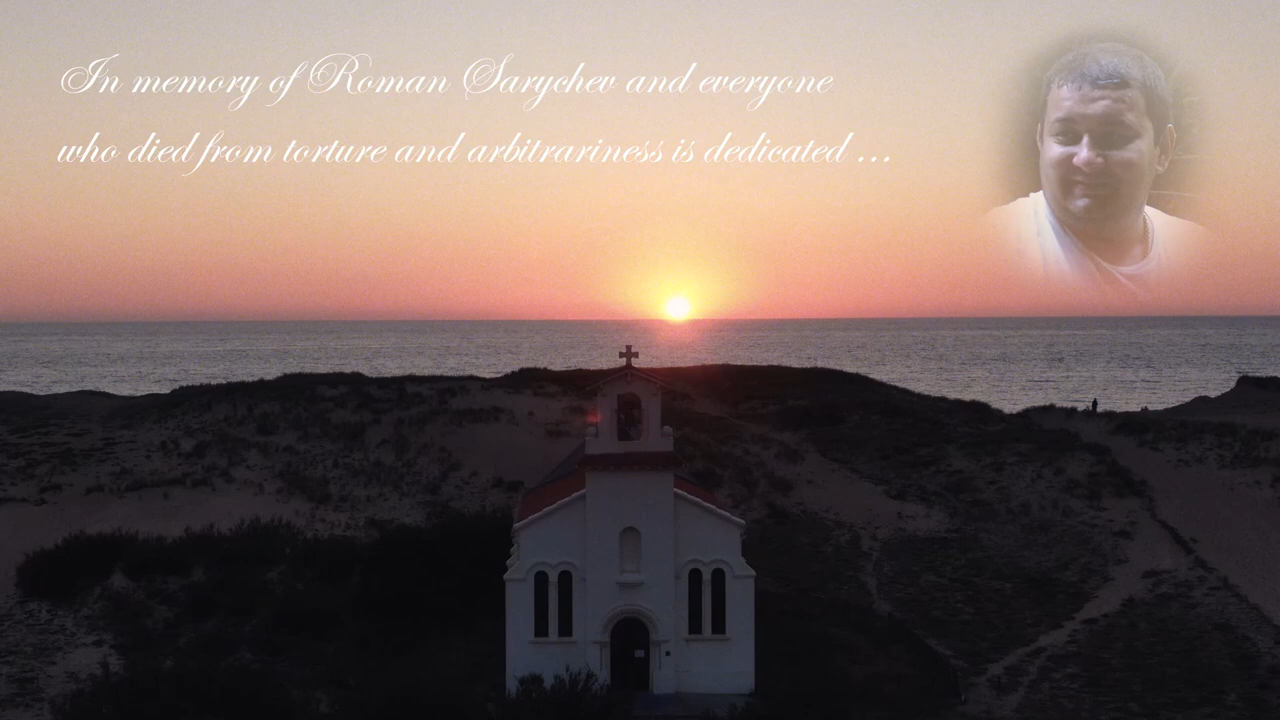 In memory of Roman Sarychev and everyone
who died from torture and arbitrariness is dedicated ...